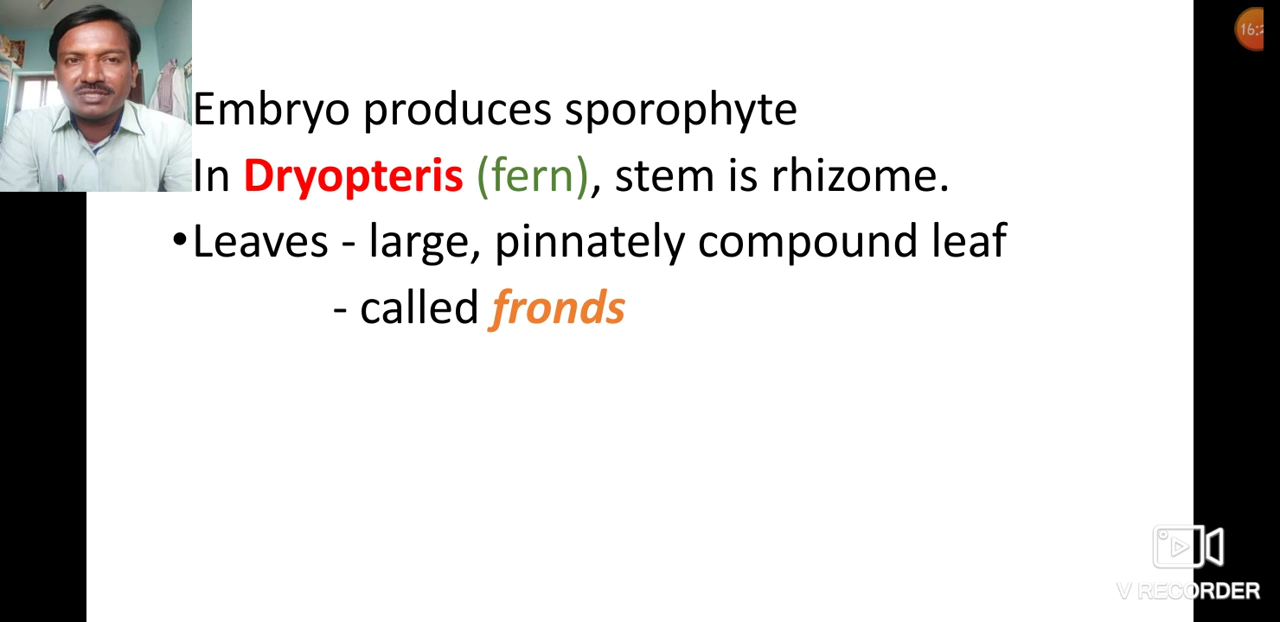 Embryo produces sporophyte
In Dryopteris (fern), stem is rhizome.
•Leaves - large, pinnately compound leaf
- called fronds
V RECORDER